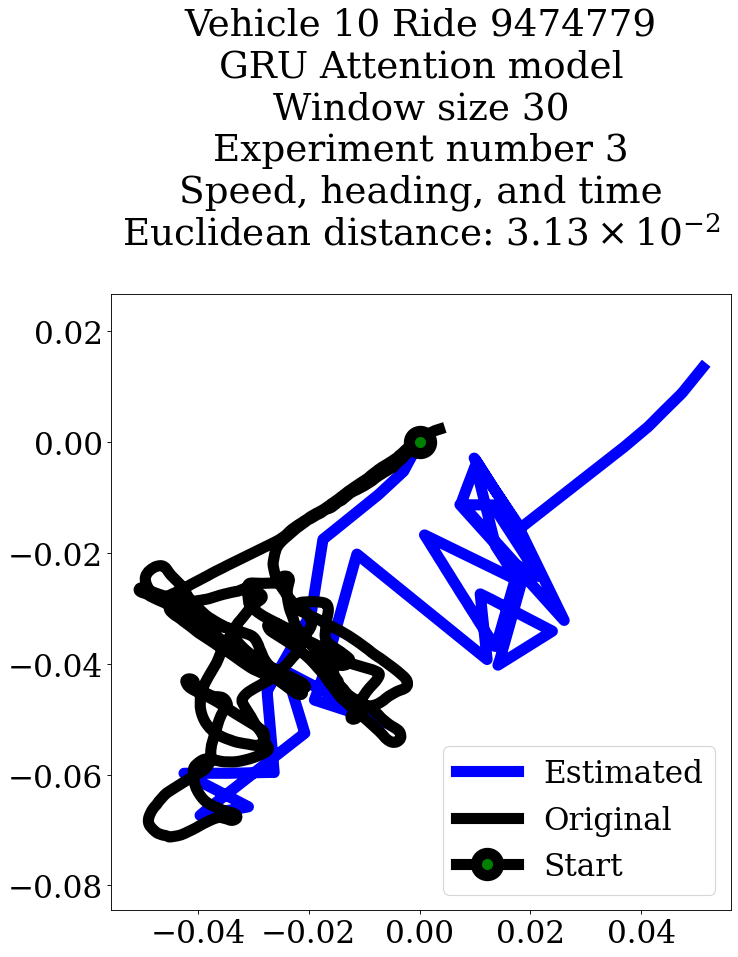 Vehicle 10 Ride 9474779
GRU Attention model
Window size 30
Experiment number 3
Speed, heading, and time
Euclidean distance: 3.13 × 10⁻²
0.02
0.00
−0.02
−0.04
−0.06
−0.08
Estimated
Original
Start
−0.04 −0.02 0.00 0.02 0.04